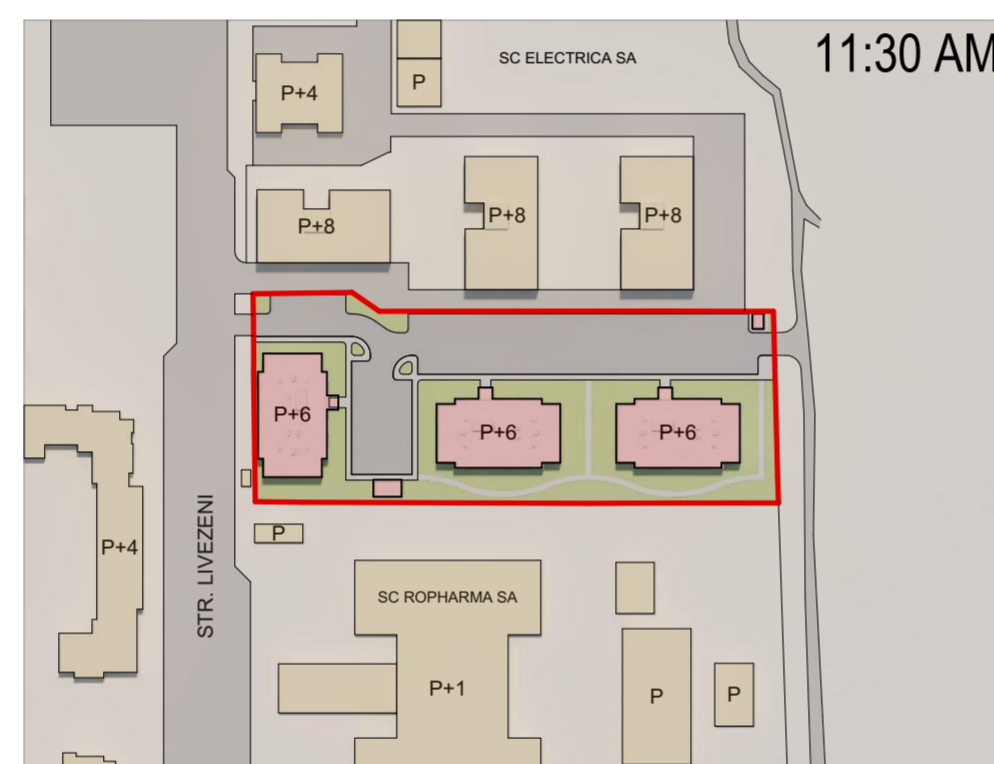 11:30 AM
SC ELECTRICA SA
P
P+4
P+8
P+8
P+8
P+6
P+6
P+6
P+4
STR. LIVEZENI
P
SC ROPHARMA SA
P+1
P
P